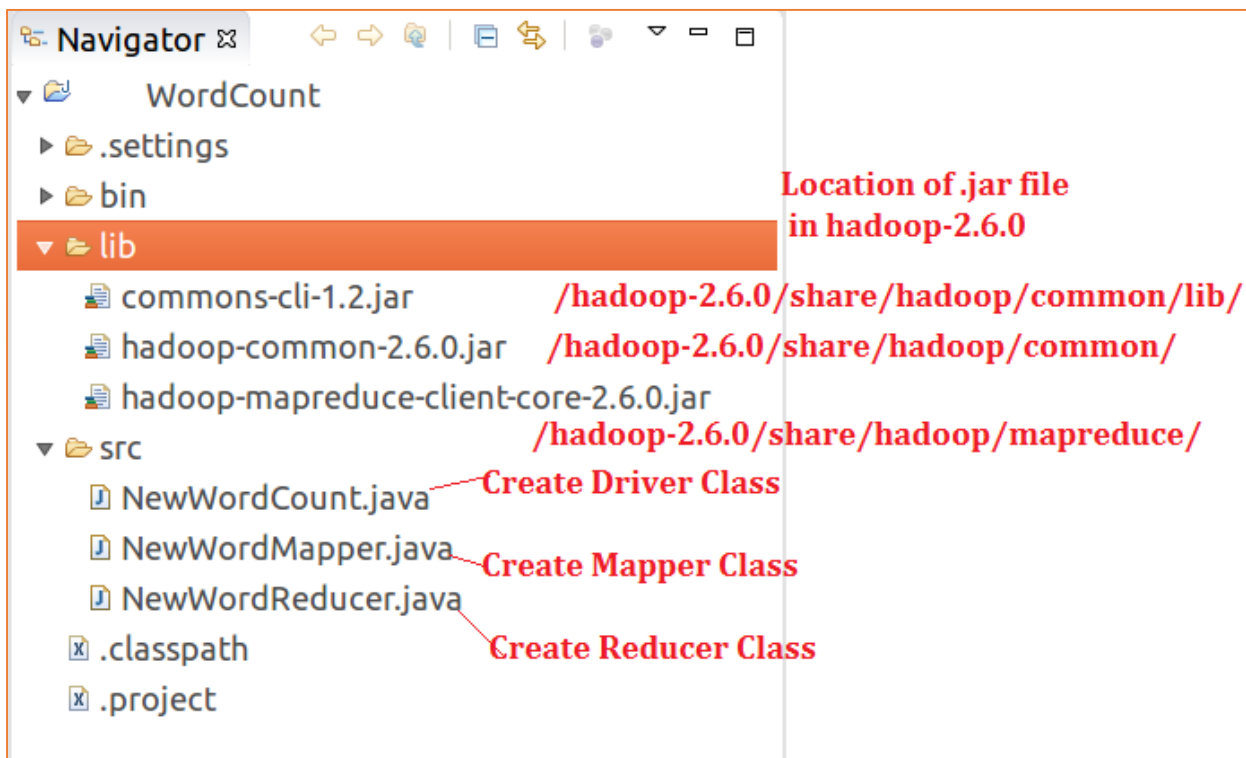 Navigator
WordCount
.settings
bin
Location of .jar file
in hadoop-2.6.0
lib
commons-cli-1.2.jar /hadoop-2.6.0/share/hadoop/common/lib/
hadoop-common-2.6.0.jar /hadoop-2.6.0/share/hadoop/common/
hadoop-mapreduce-client-core-2.6.0.jar
/hadoop-2.6.0/share/hadoop/mapreduce/
src
NewWordCount.java Create Driver Class
NewWordMapper.java Create Mapper Class
NewWordReducer.java
.classpath Create Reducer Class
.project